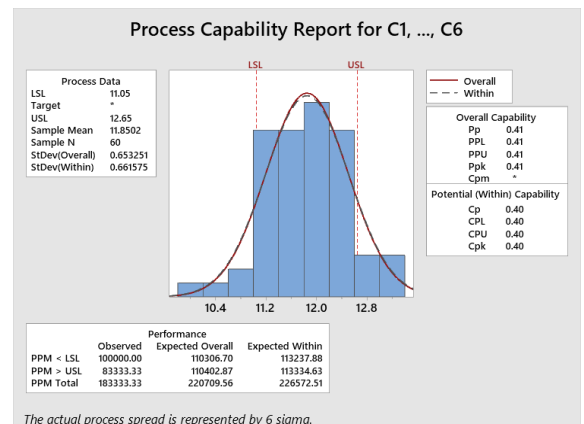 Process Capability Report for C1, ..., C6
LSL USL
Process Data
LSL 11.05
Target *
USL 12.65
Sample Mean 11.8502
Sample N 60
StDev(Overall) 0.653251
StDev(Within) 0.661575
Overall
Within
Overall Capability
Pp 0.41
PPL 0.41
PPU 0.41
Ppk 0.41
Cpm *
Potential (Within) Capability
Cp 0.40
CPL 0.40
CPU 0.40
Cpk 0.40
10.4 11.2 12.0 12.8
Performance
Observed Expected Overall Expected Within
PPM < LSL 100000.00 110306.70 113237.88
PPM > USL 83333.33 110402.87 113334.63
PPM Total 183333.33 220709.56 226572.51
The actual process spread is represented by 6 sigma.